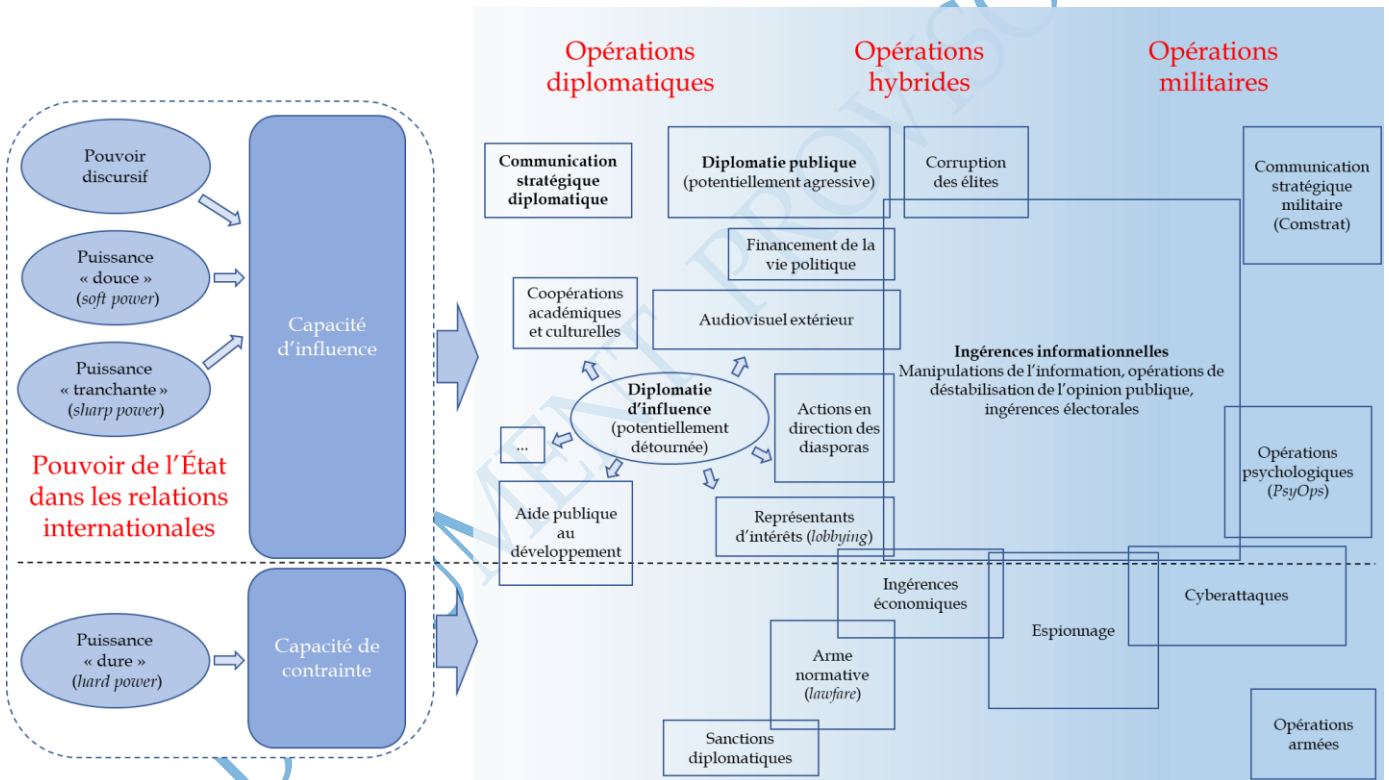 Opérations
diplomatiques
Opérations
hybrides
Opérations
militaires
Pouvoir
discursif
Puissance
« douce »
(soft power)
Puissance
« tranchante »
(sharp power)
Pouvoir de l'État
dans les relations
internationales
Puissance
« dure »
(hard power)
Capacité
d'influence
Capacité de
contrainte
Communication
stratégique
diplomatique
Diplomatie publique
(potentiellement agressive)
Corruption
des élites
Communication
stratégique
militaire
(Comstrat)
Financement de la
vie politique
Coopérations
académiques
et culturelles
Audiovisuel extérieur
Ingérences informationnelles
Manipulations de l'information, opérations de
déstabilisation de l'opinion publique,
ingérences électorales
Diplomatie
d'influence
(potentiellement
détournée)
Actions en
direction des
diasporas
...
Opérations
psychologiques
(PsyOps)
Aide publique
au
développement
Représentants
d'intérêts (lobbying)
Ingérences
économiques
Espionnage
Cyberattaques
Arme
normative
(lawfare)
Sanctions
diplomatiques
Opérations
armées